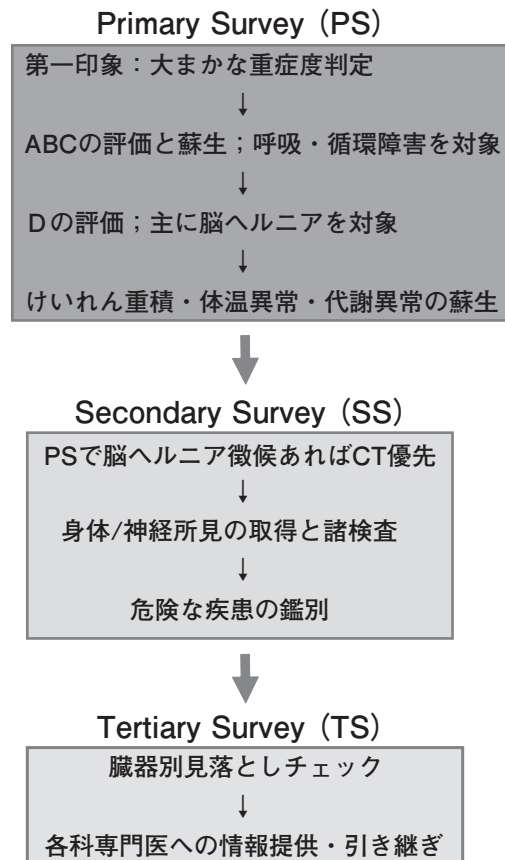 Primary Survey（PS）
第一印象：大まかな重症度判定
↓
ABCの評価と蘇生；呼吸・循環障害を対象
↓
Dの評価；主に脳ヘルニアを対象
↓
けいれん重積・体温異常・代謝異常の蘇生
Secondary Survey（SS）
PSで脳ヘルニア徴候あればCT優先
↓
身体/神経所見の取得と諸検査
↓
危険な疾患の鑑別
Tertiary Survey（TS）
臓器別見落としチェック
↓
各科専門医への情報提供・引き継ぎ